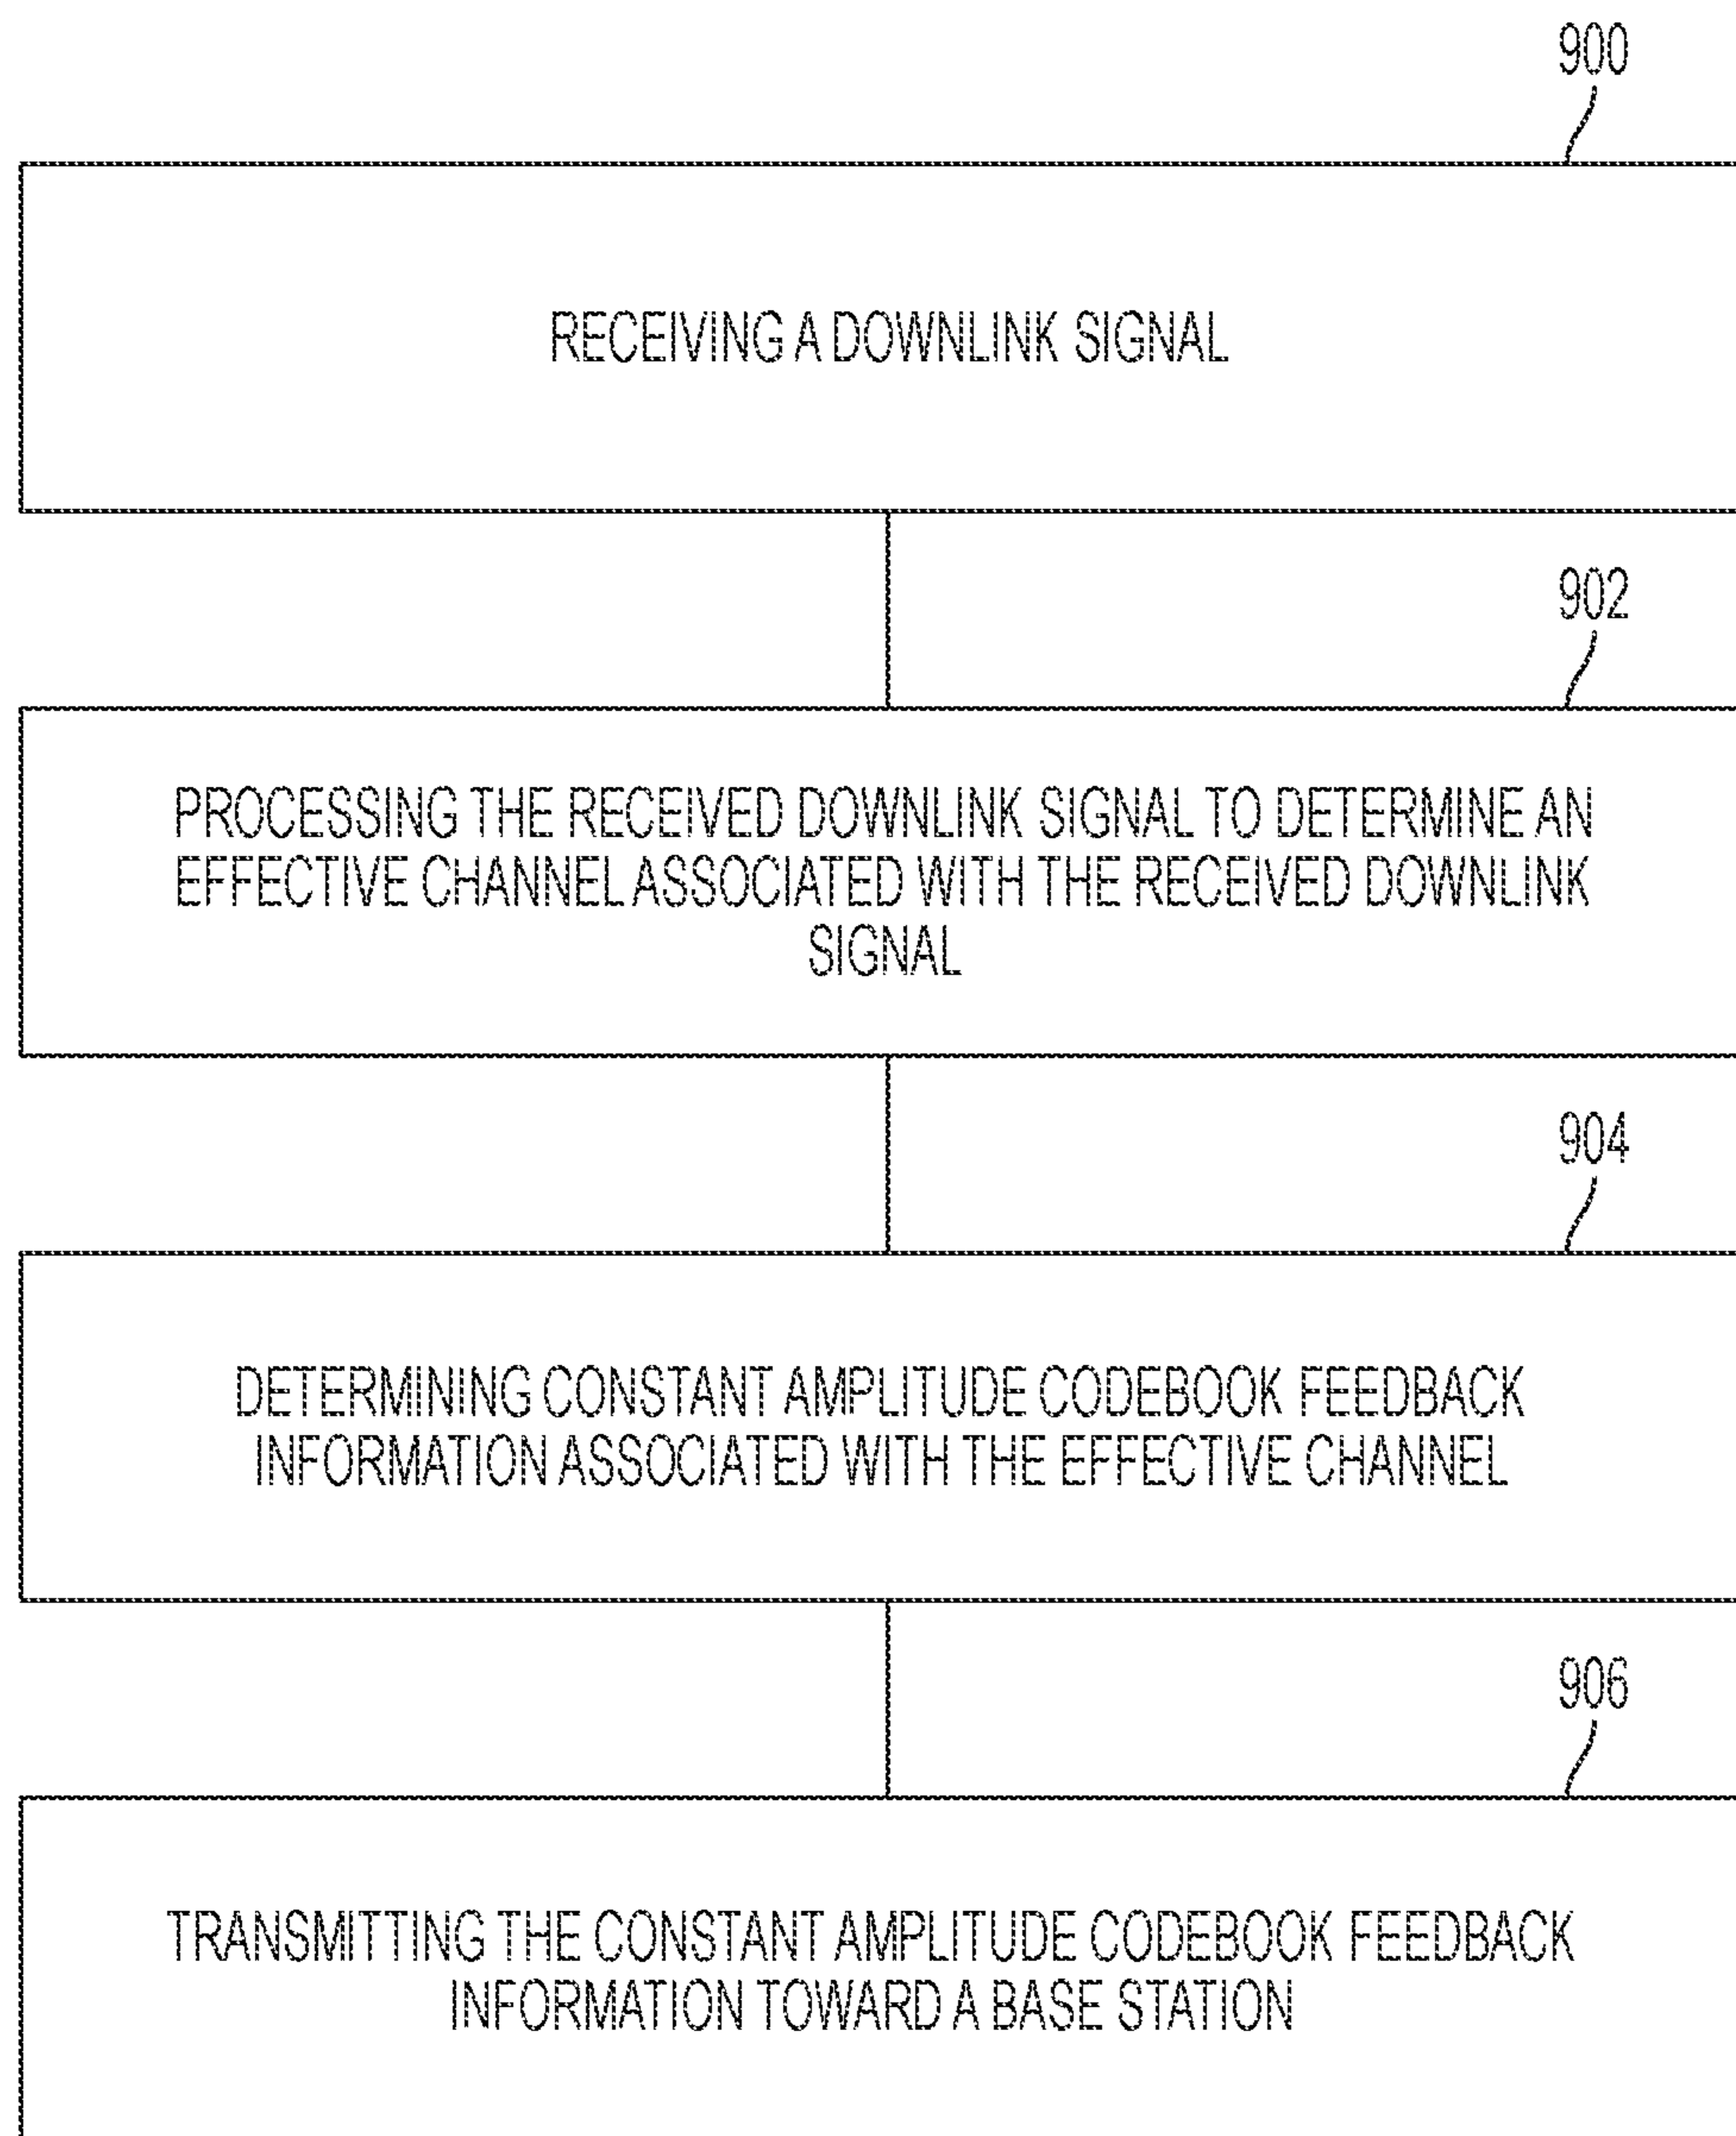 900
RECEIVING A DOWNLINK SIGNAL
902
PROCESSING THE RECEIVED DOWNLINK SIGNAL TO DETERMINE AN
EFFECTIVE CHANNEL ASSOCIATED WITH THE RECEIVED DOWNLINK
SIGNAL
904
DETERMINING CONSTANT AMPLITUDE CODEBOOK FEEDBACK
INFORMATION ASSOCIATED WITH THE EFFECTIVE CHANNEL
906
TRANSMITTING THE CONSTANT AMPLITUDE CODEBOOK FEEDBACK
INFORMATION TOWARD A BASE STATION